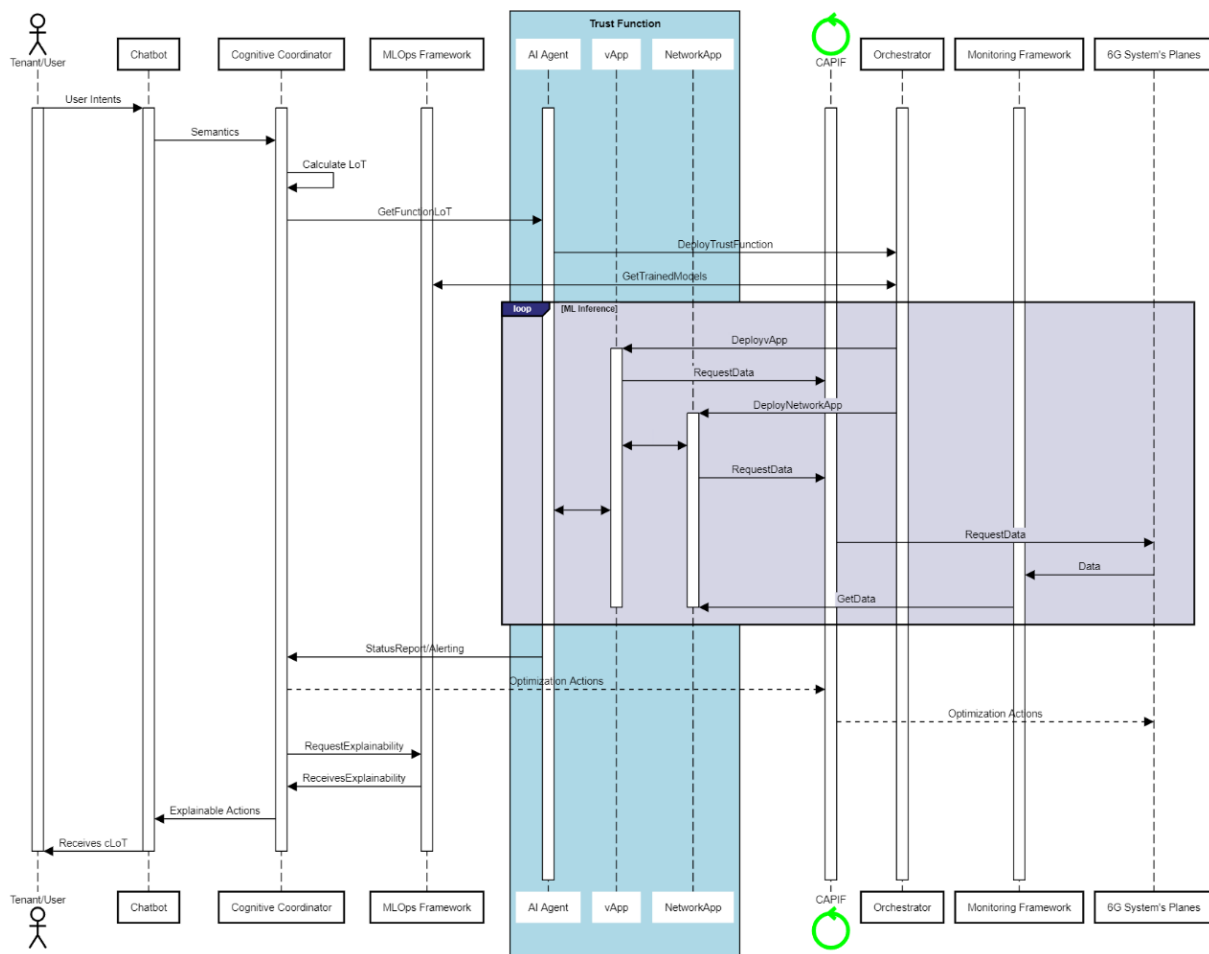 Trust Function
Tenant/User
Chatbot
Cognitive Coordinator
MLOps Framework
AI Agent
vApp
NetworkApp
CAPIF
Orchestrator
Monitoring Framework
6G System's Planes
User Intents
Semantics
Calculate LoT
GetFunctionLoT
DeployTrustFunction
GetTrainedModels
loop
[ML Inference]
DeployvApp
RequestData
DeployNetworkApp
RequestData
RequestData
Data
GetData
StatusReport/Alerting
Optimization Actions
Optimization Actions
RequestExplainability
ReceivesExplainability
Explainable Actions
Receives cLoT
Tenant/User
Chatbot
Cognitive Coordinator
MLOps Framework
AI Agent
vApp
NetworkApp
CAPIF
Orchestrator
Monitoring Framework
6G System's Planes